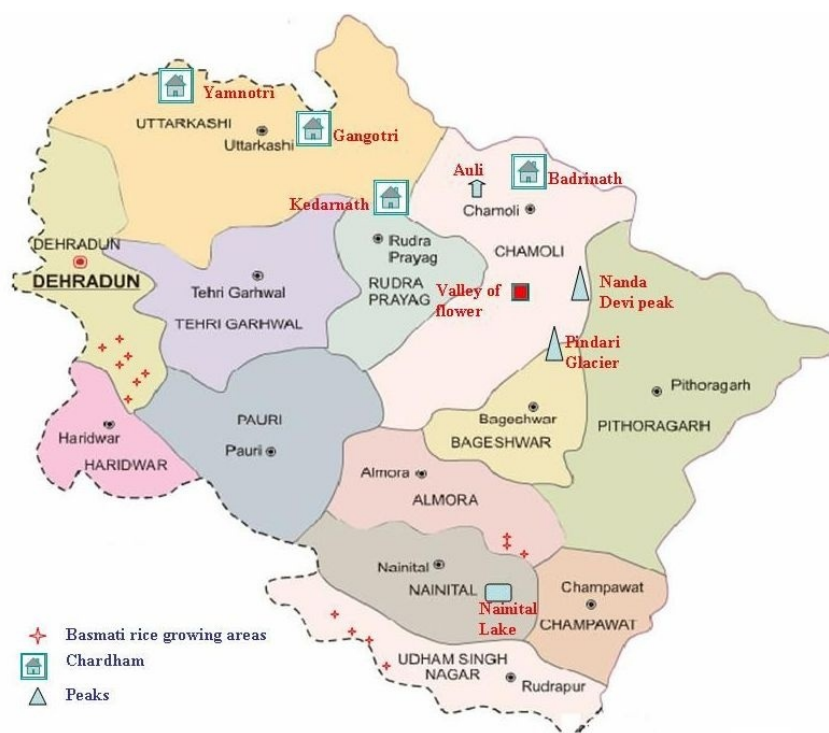 Yamnotri
UTTARKASHI
Uttarkashi
Gangotri
Kedarnath
Auli
Badrinath
Chamoli
CHAMOLI
DEHRADUN
DEHRADUN
Rudra
Prayag
RUDRA
PRAYAG
Tehri Garhwal
TEHRI GARHWAL
Valley of
flower
Nanda
Devi peak
Pindari
Glacier
Pithoragarh
PITHORAGARH
Bageshwar
BAGESHWAR
Haridwar
HARIDWAR
PAURI
Pauri
Almora
ALMORA
Nainital
NAINITAL
Nainital
Lake
Champawat
CHAMPAWAT
UDHAM SINGH
NAGAR
Rudrapur
Basmati rice growing areas
Chardham
Peaks